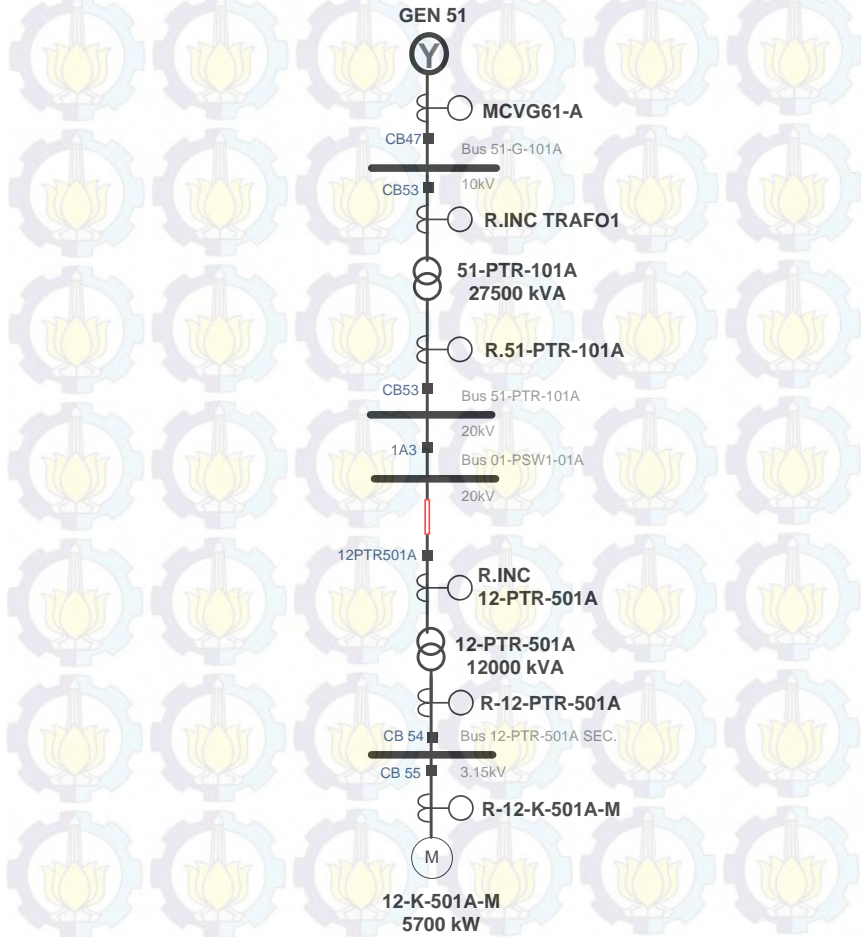 GEN 51
Y
MCVG61-A
CB47
Bus 51-G-101A
10kV
CB53
R.INC TRAFO1
51-PTR-101A
27500 kVA
R.51-PTR-101A
CB53
Bus 51-PTR-101A
20kV
1A3
Bus 01-PSW1-01A
20kV
12PTR501A
R.INC
12-PTR-501A
12-PTR-501A
12000 kVA
R-12-PTR-501A
CB 54
Bus 12-PTR-501A SEC.
CB 55
3.15kV
R-12-K-501A-M
M
12-K-501A-M
5700 kW